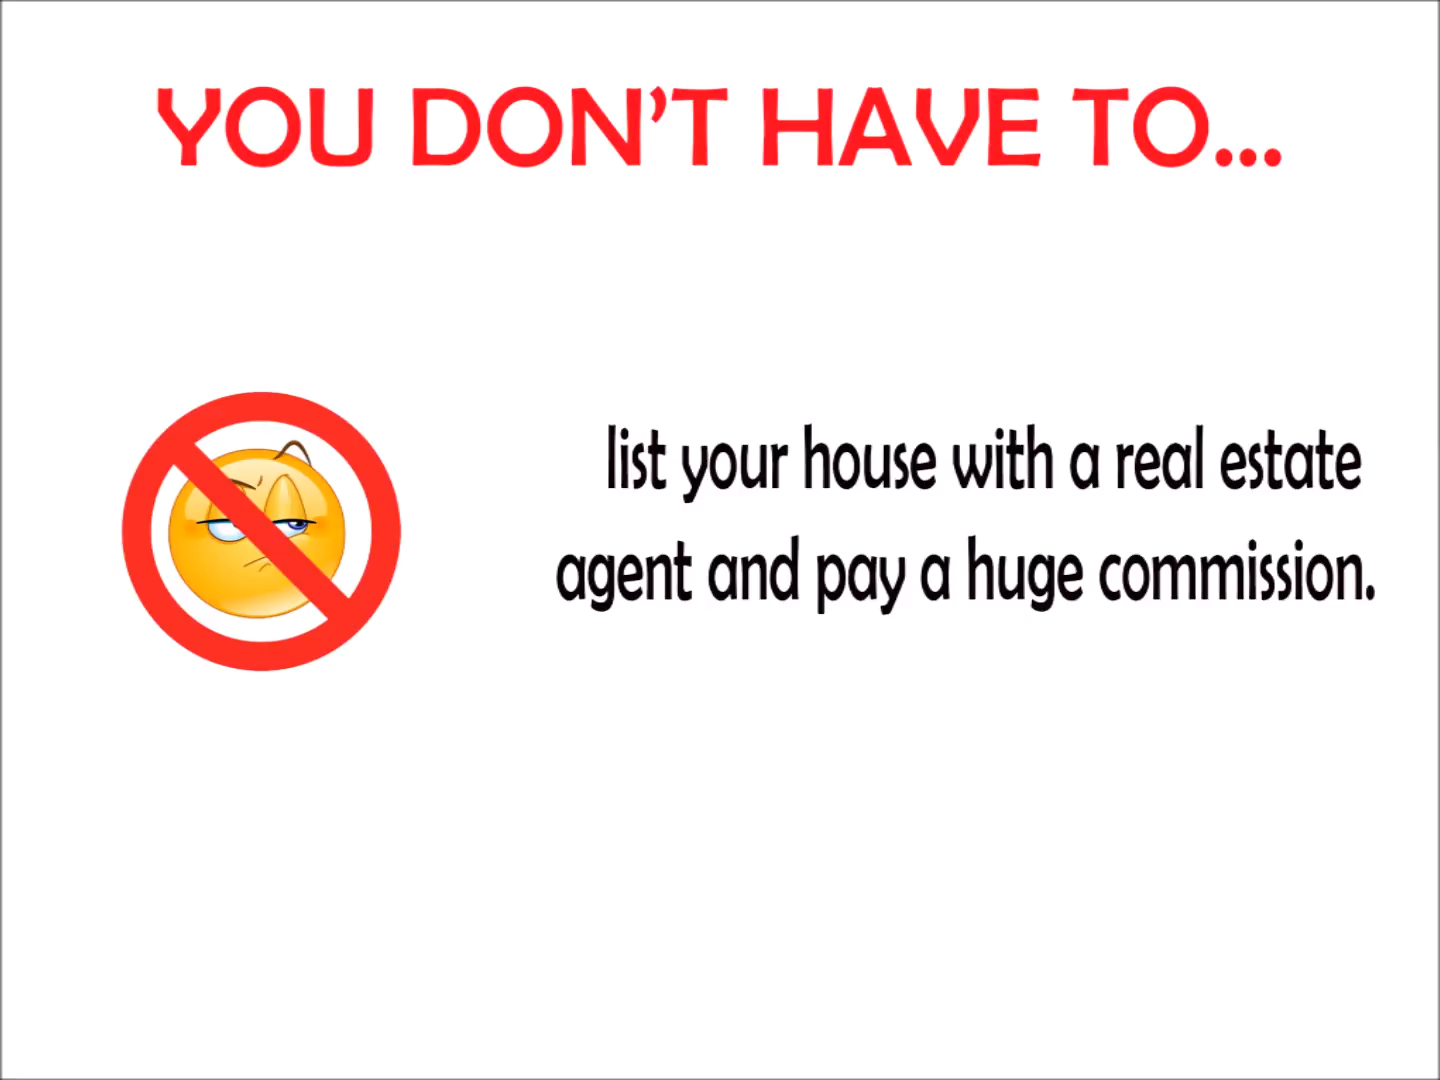 YOU DON’T HAVE TO...
list your house with a real estate
agent and pay a huge commission.